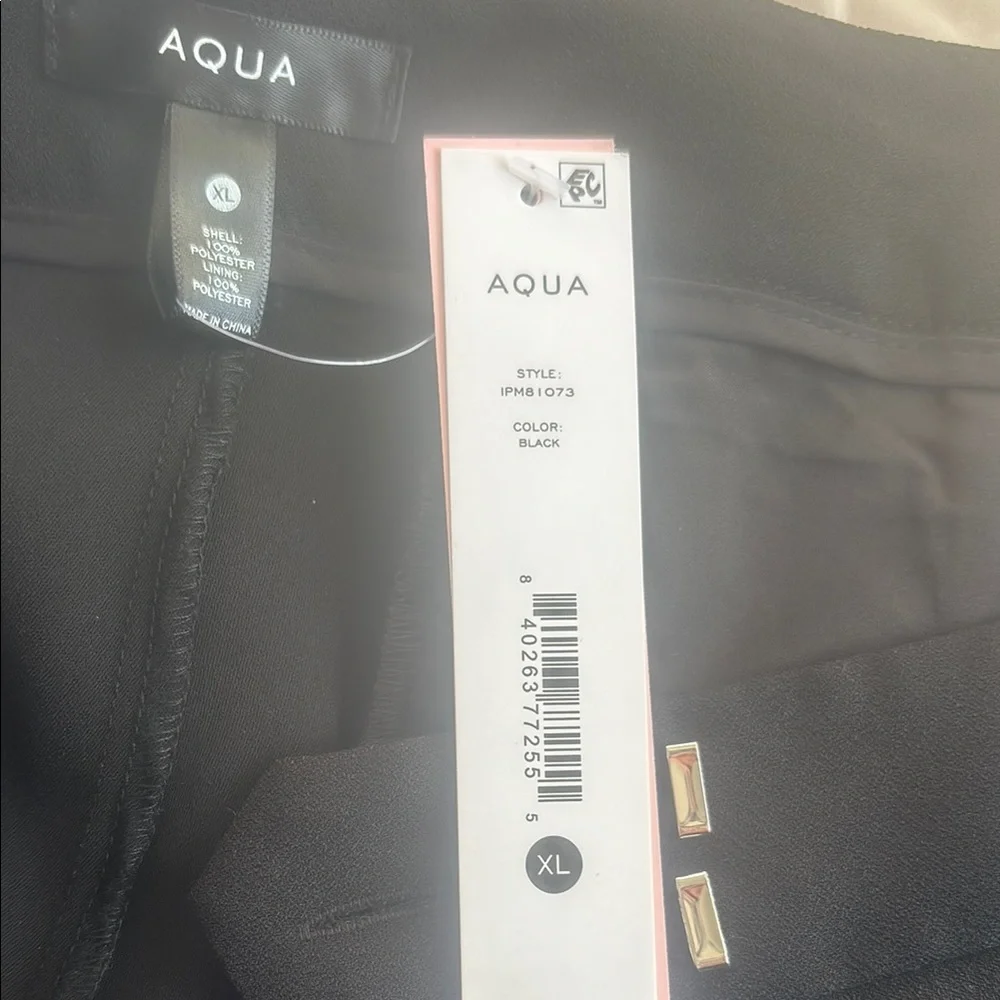 AQUA
XL
SHELL:
100%
POLYESTER
LINING:
100%
POLYESTER
MADE IN CHINA
EPC
TM
AQUA
STYLE:
IPM81073
COLOR:
BLACK
8 40263 77255 5
XL